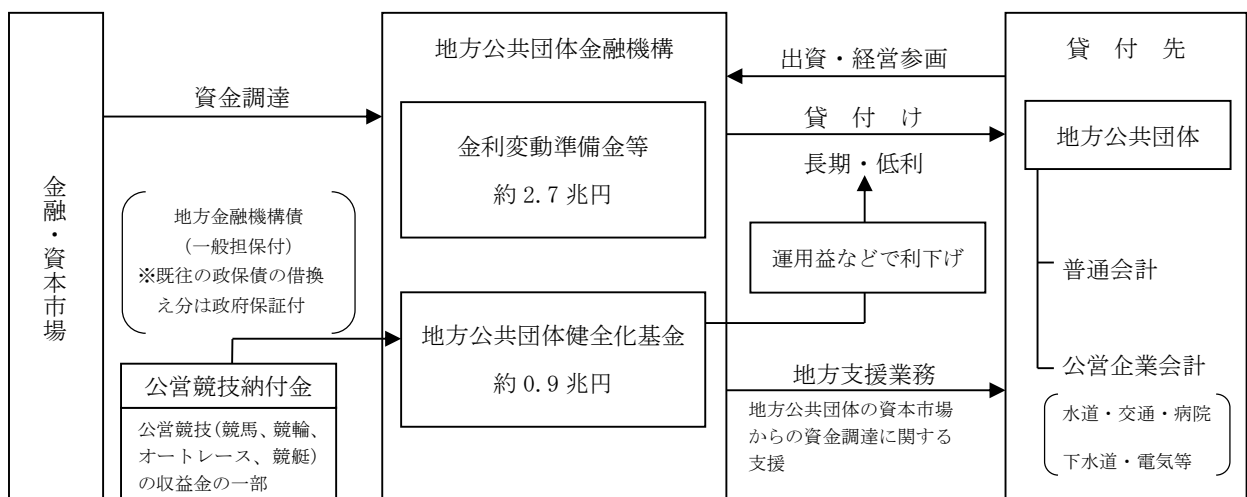 金融・資本市場
資金調達
地方金融機構債
(一般担保付)
※既往の政保債の借換
え分は政府保証付
公営競技納付金
公営競技(競馬、競輪、
オートレース、競艇)
の収益金の一部
地方公共団体金融機構
金利変動準備金等
約 2.7 兆円
地方公共団体健全化基金
約 0.9 兆円
出資・経営参画
貸　付　け
長期・低利
運用益などで利下げ
地方支援業務
地方公共団体の資本市場
からの資金調達に関する
支援
貸　付　先
地方公共団体
普通会計
公営企業会計
水道・交通・病院
下水道・電気等